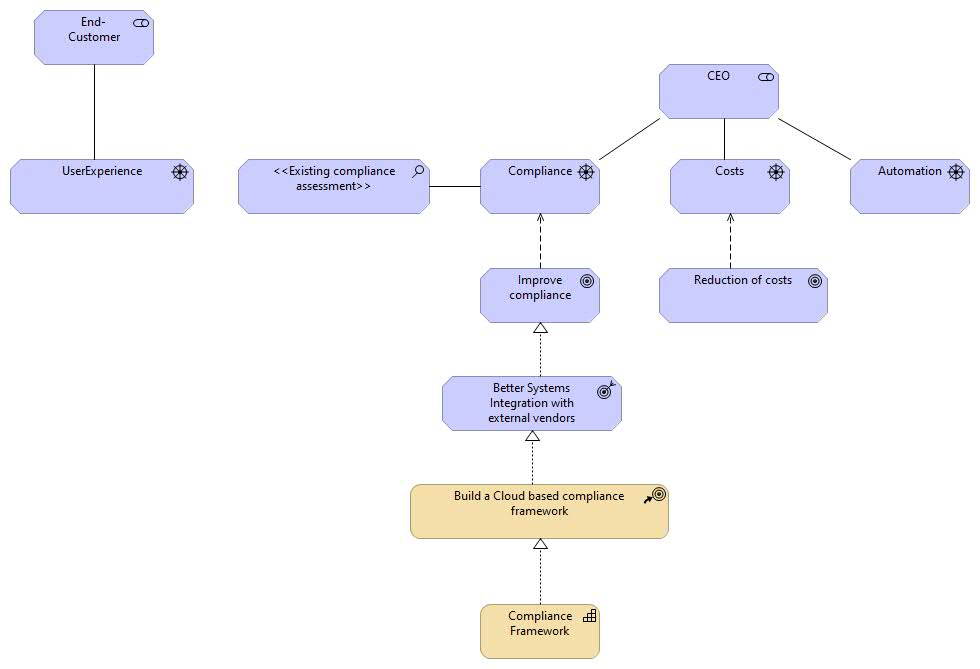 End-
Customer
CEO
UserExperience
<<Existing compliance
assessment>>
Compliance
Costs
Automation
Improve
compliance
Reduction of costs
Better Systems
Integration with
external vendors
Build a Cloud based compliance
framework
Compliance
Framework